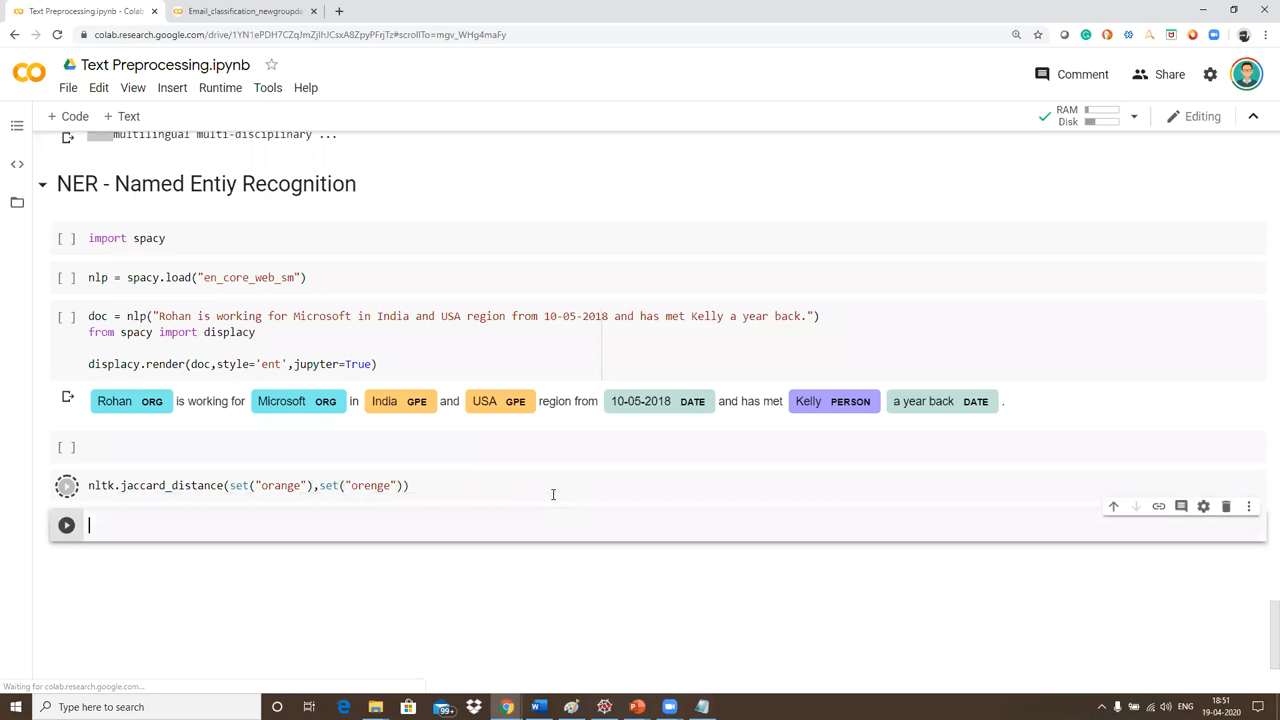 Text Preprocessing.ipynb - Colab
Email_classification_newgroupda
colab.research.google.com/drive/1YN1ePDH7CZqJmZjlhJCsxA8ZpyPFrjTz#scrollTo=mgv_WHg4maFy
Text Preprocessing.ipynb
Comment
Share
File Edit View Insert Runtime Tools Help
+ Code + Text
RAM
Disk
Editing
multilingual multi-disciplinary ...
NER - Named Entiy Recognition
[ ] import spacy
[ ] nlp = spacy.load("en_core_web_sm")
[ ] doc = nlp("Rohan is working for Microsoft in India and USA region from 10-05-2018 and has met Kelly a year back.")
from spacy import displacy
displacy.render(doc,style='ent',jupyter=True)
Rohan ORG is working for Microsoft ORG in India GPE and USA GPE region from 10-05-2018 DATE and has met Kelly PERSON a year back DATE .
[ ]
nltk.jaccard_distance(set("orange"),set("orenge"))
Waiting for colab.research.google.com...
Type here to search
99+
ENG
18:51
19-04-2020